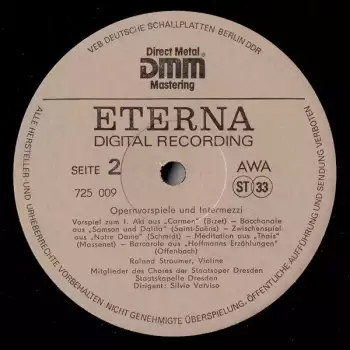 VEB DEUTSCHE SCHALLPLATTEN BERLIN DDR
Direct Metal
DMM®
Mastering
ETERNA
DIGITAL RECORDING
SEITE 2
AWA
725 009
ST 33
Opernvorspiele und Intermezzi
Vorspiel zum 1. Akt aus „Carmen“ (Bizet) - Bacchanale
aus „Samson und Dalila“ (Saint-Saëns) - Zwischenspiel
aus „Notre Dame“ (Schmidt) - Meditation aus „Thaïs“
(Massenet) - Barcarole aus „Hoffmanns Erzählungen“
(Offenbach)
Roland Straumer, Violine
Mitglieder des Chores der Staatsoper Dresden
Staatskapelle Dresden
Dirigent: Silvio Varviso
ALLE HERSTELLER - UND URHEBERRECHTE VORBEHALTEN · NICHT GENEHMIGTE ÜBERSPIELUNG, ÖFFENTLICHE AUFFÜHRUNG UND SENDUNG VERBOTEN